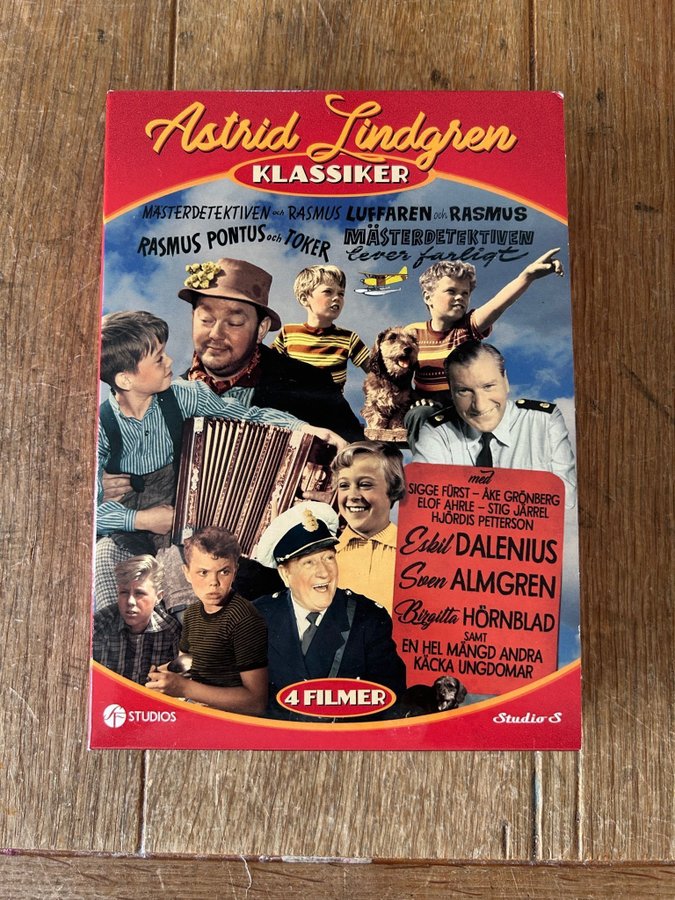 Astrid Lindgren
KLASSIKER
MÄSTERDETEKTIVEN och RASMUS LUFFAREN och RASMUS
RASMUS PONTUS och TOKER MÄSTERDETEKTIVEN
lever farligt
med
SIGGE FÜRST – ÅKE GRÖNBERG
ELOF AHRLE – STIG JÄRREL
HJÖRDIS PETTERSON
Eskil DALENIUS
Sven ALMGREN
Birgitta HÖRNBLAD
SAMT
EN HEL MÄNGD ANDRA
KÄCKA UNGDOMAR
4 FILMER
SF STUDIOS
Studio S